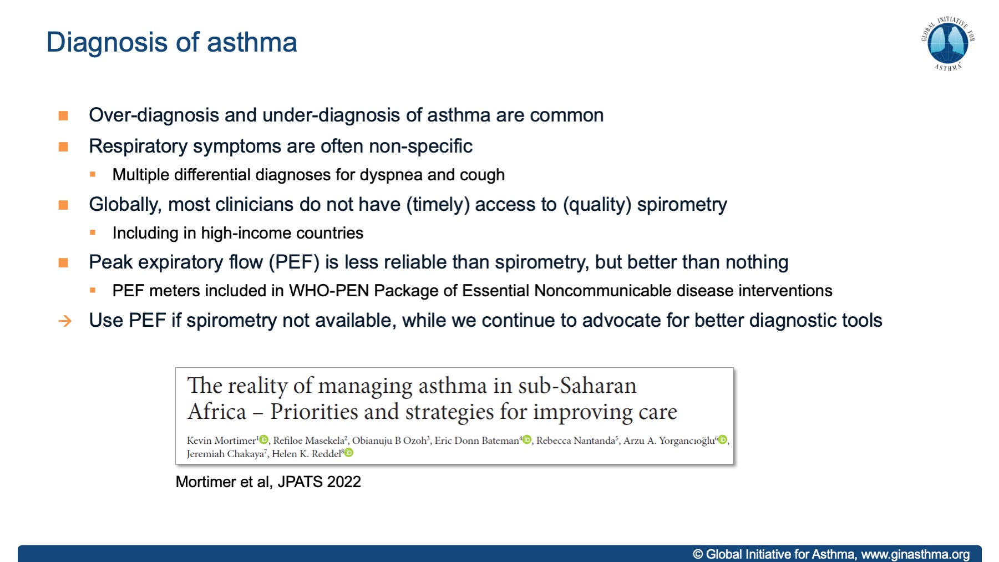 Diagnosis of asthma
GLOBAL INITIATIVE FOR ASTHMA
Over-diagnosis and under-diagnosis of asthma are common
Respiratory symptoms are often non-specific
Multiple differential diagnoses for dyspnea and cough
Globally, most clinicians do not have (timely) access to (quality) spirometry
Including in high-income countries
Peak expiratory flow (PEF) is less reliable than spirometry, but better than nothing
PEF meters included in WHO-PEN Package of Essential Noncommunicable disease interventions
→ Use PEF if spirometry not available, while we continue to advocate for better diagnostic tools
The reality of managing asthma in sub-Saharan
Africa – Priorities and strategies for improving care
Kevin Mortimer¹iD, Refiloe Masekela², Obianuju B Ozoh³, Eric Donn Bateman⁴iD, Rebecca Nantanda⁵, Arzu A. Yorgancıoğlu⁶iD,
Jeremiah Chakaya⁷, Helen K. Reddel⁸iD
Mortimer et al, JPATS 2022
© Global Initiative for Asthma, www.ginasthma.org